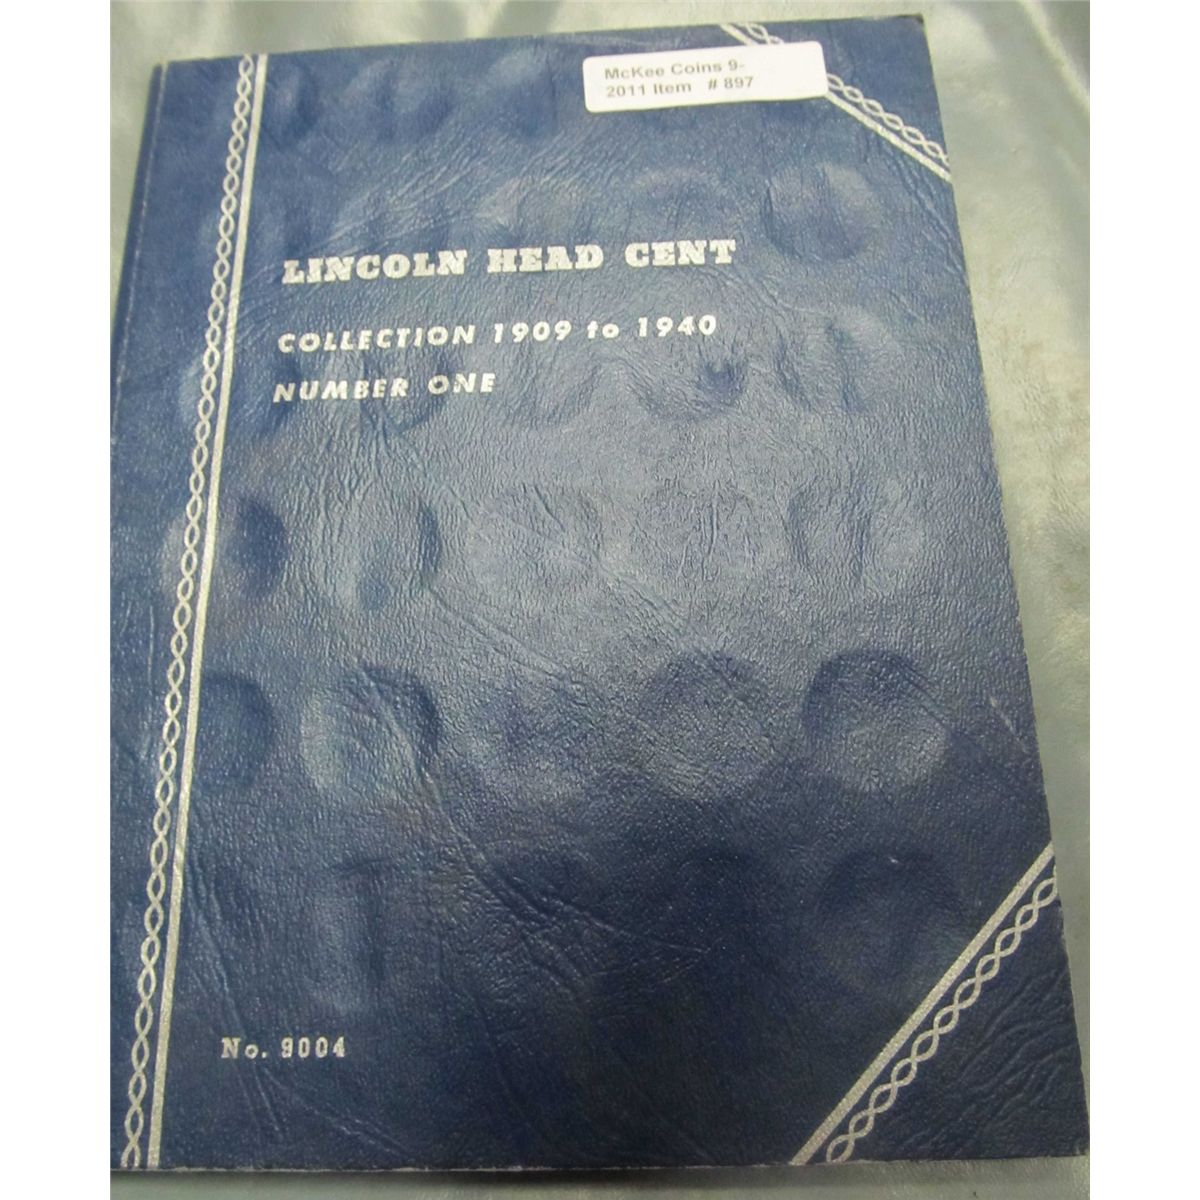 McKee Coins 9-
2011 Item # 897
LINCOLN HEAD CENT
COLLECTION 1909 to 1940
NUMBER ONE
No. 9004